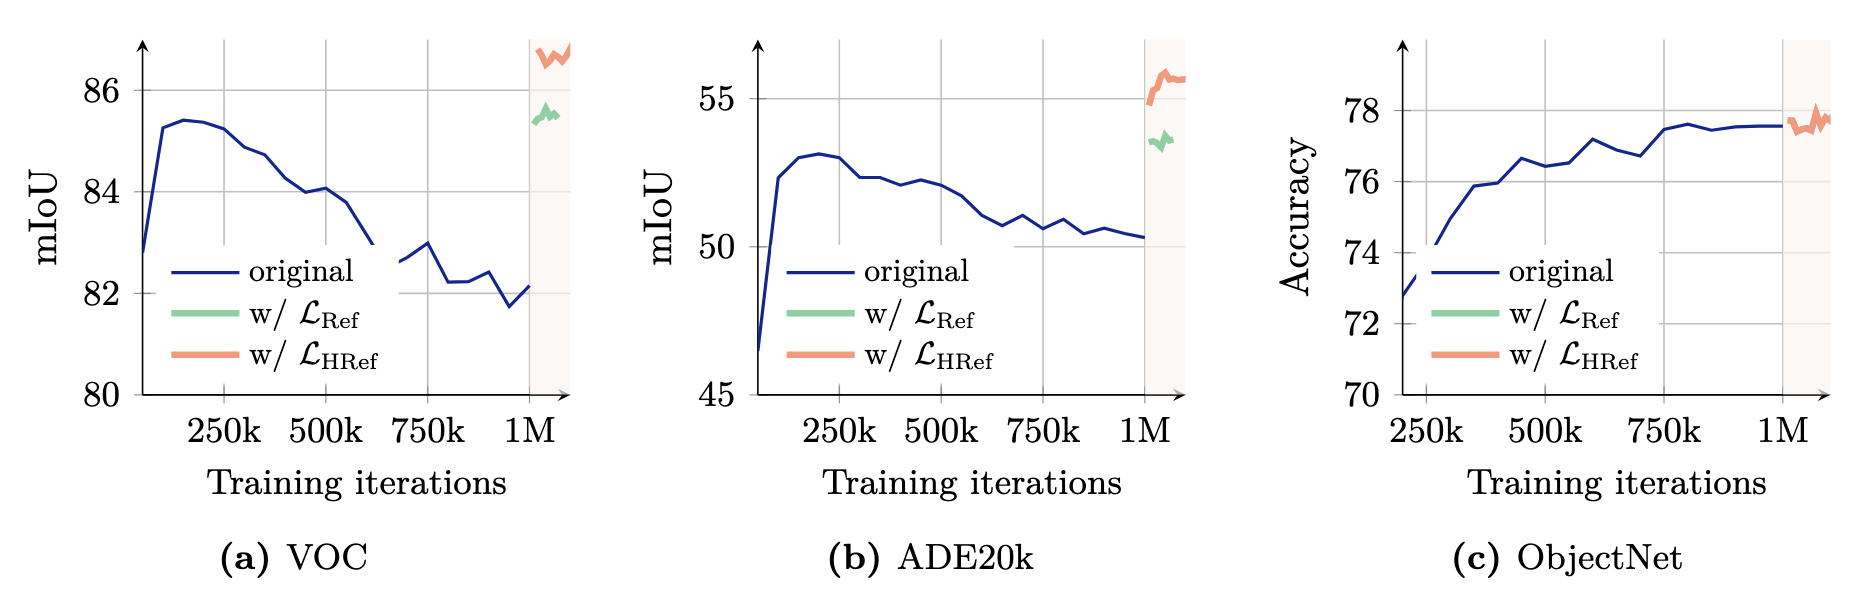 mIoU
86
84
82
80
original
w/ ℒRef
w/ ℒHRef
250k 500k 750k 1M
Training iterations
(a) VOC
mIoU
55
50
45
original
w/ ℒRef
w/ ℒHRef
250k 500k 750k 1M
Training iterations
(b) ADE20k
Accuracy
78
76
74
72
70
original
w/ ℒRef
w/ ℒHRef
250k 500k 750k 1M
Training iterations
(c) ObjectNet